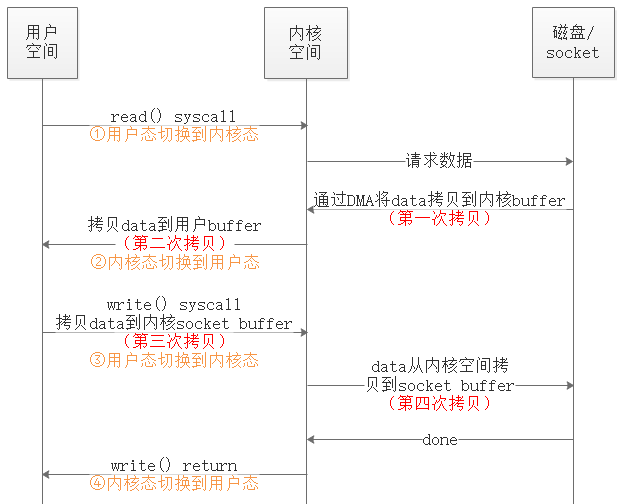 用户
空间
内核
空间
磁盘/
socket
read() syscall
①用户态切换到内核态
请求数据
通过DMA将data拷贝到内核buffer
（第一次拷贝）
拷贝data到用户buffer
（第二次拷贝）
②内核态切换到用户态
write() syscall
拷贝data到内核socket buffer
（第三次拷贝）
③用户态切换到内核态
data从内核空间拷
贝到socket buffer
（第四次拷贝）
done
write() return
④内核态切换到用户态